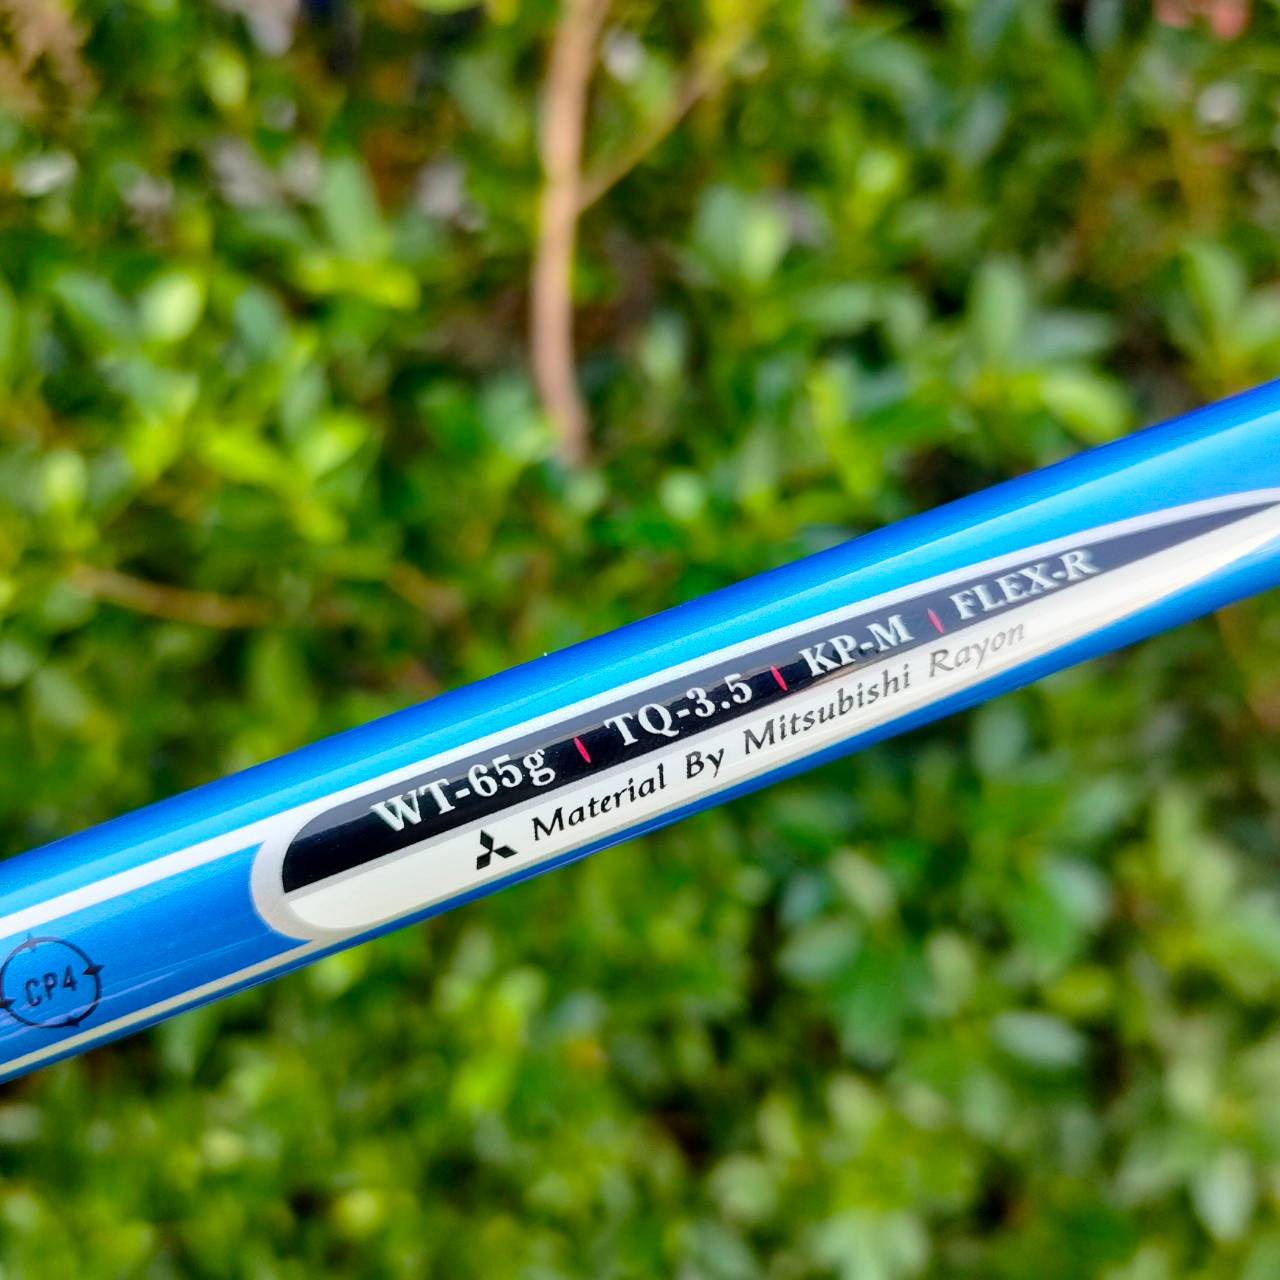 WT-65g | TQ-3.5 | KP-M | FLEX-R
Material By Mitsubishi Rayon
CP4